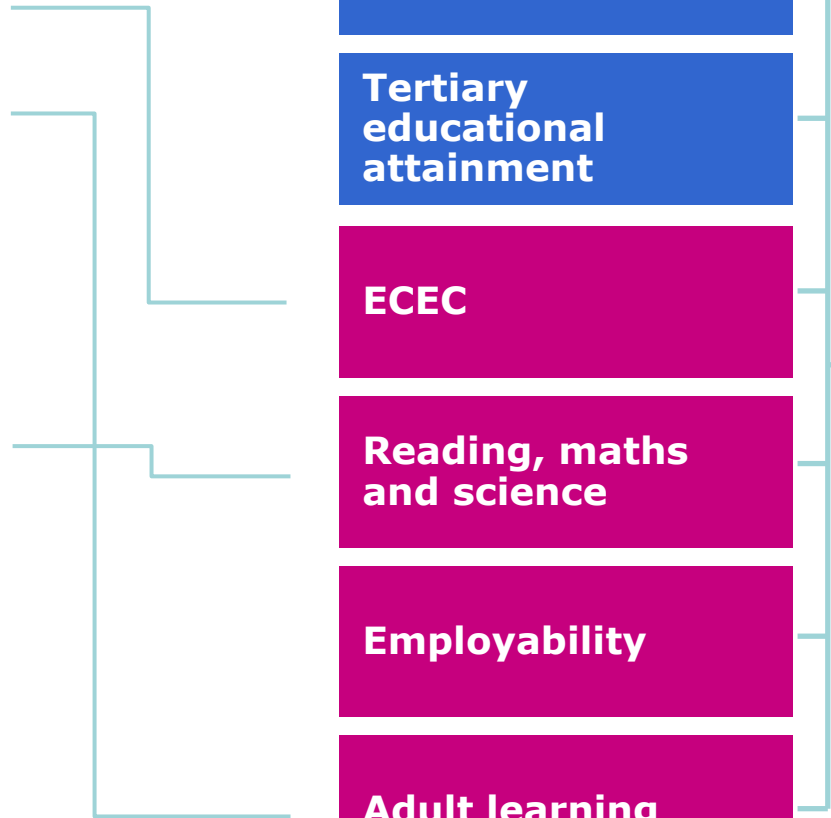 Tertiary
educational
attainment
ECEC
Reading, maths
and science
Employability
Adult learning